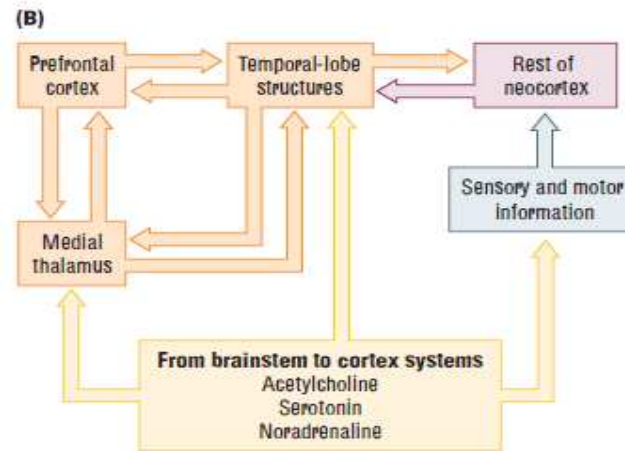 (B)
Prefrontal
cortex
Temporal-lobe
structures
Rest of
neocortex
Sensory and motor
information
Medial
thalamus
From brainstem to cortex systems
Acetylcholine
Serotonin
Noradrenaline